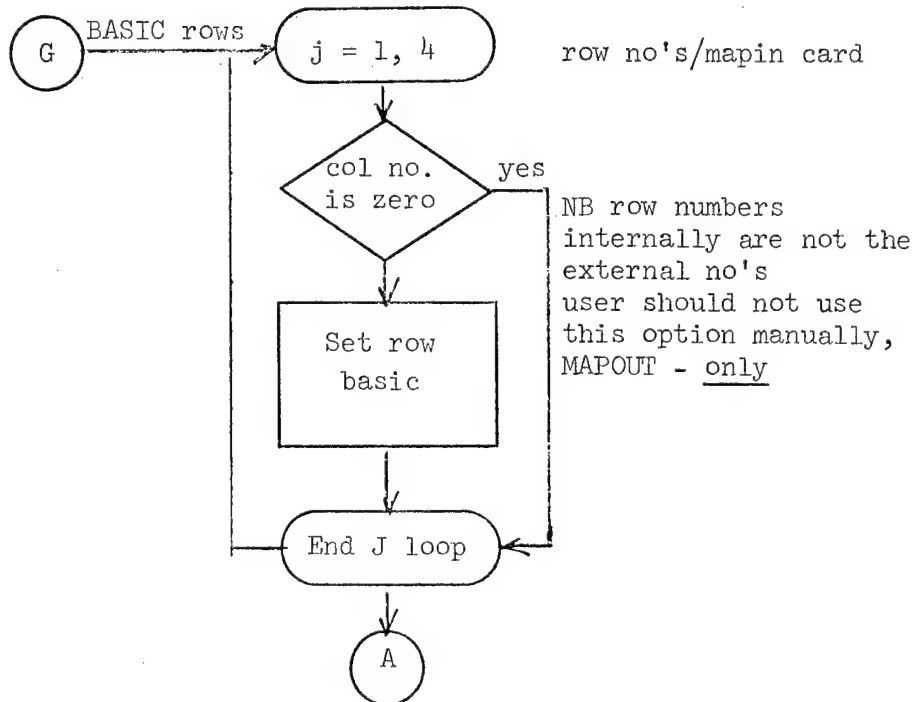 G
BASIC rows
j = 1, 4
row no's/mapin card
col no.
is zero
yes
NB row numbers
internally are not the
external no's
user should not use
this option manually,
MAPOUT - only
Set row
basic
End J loop
A